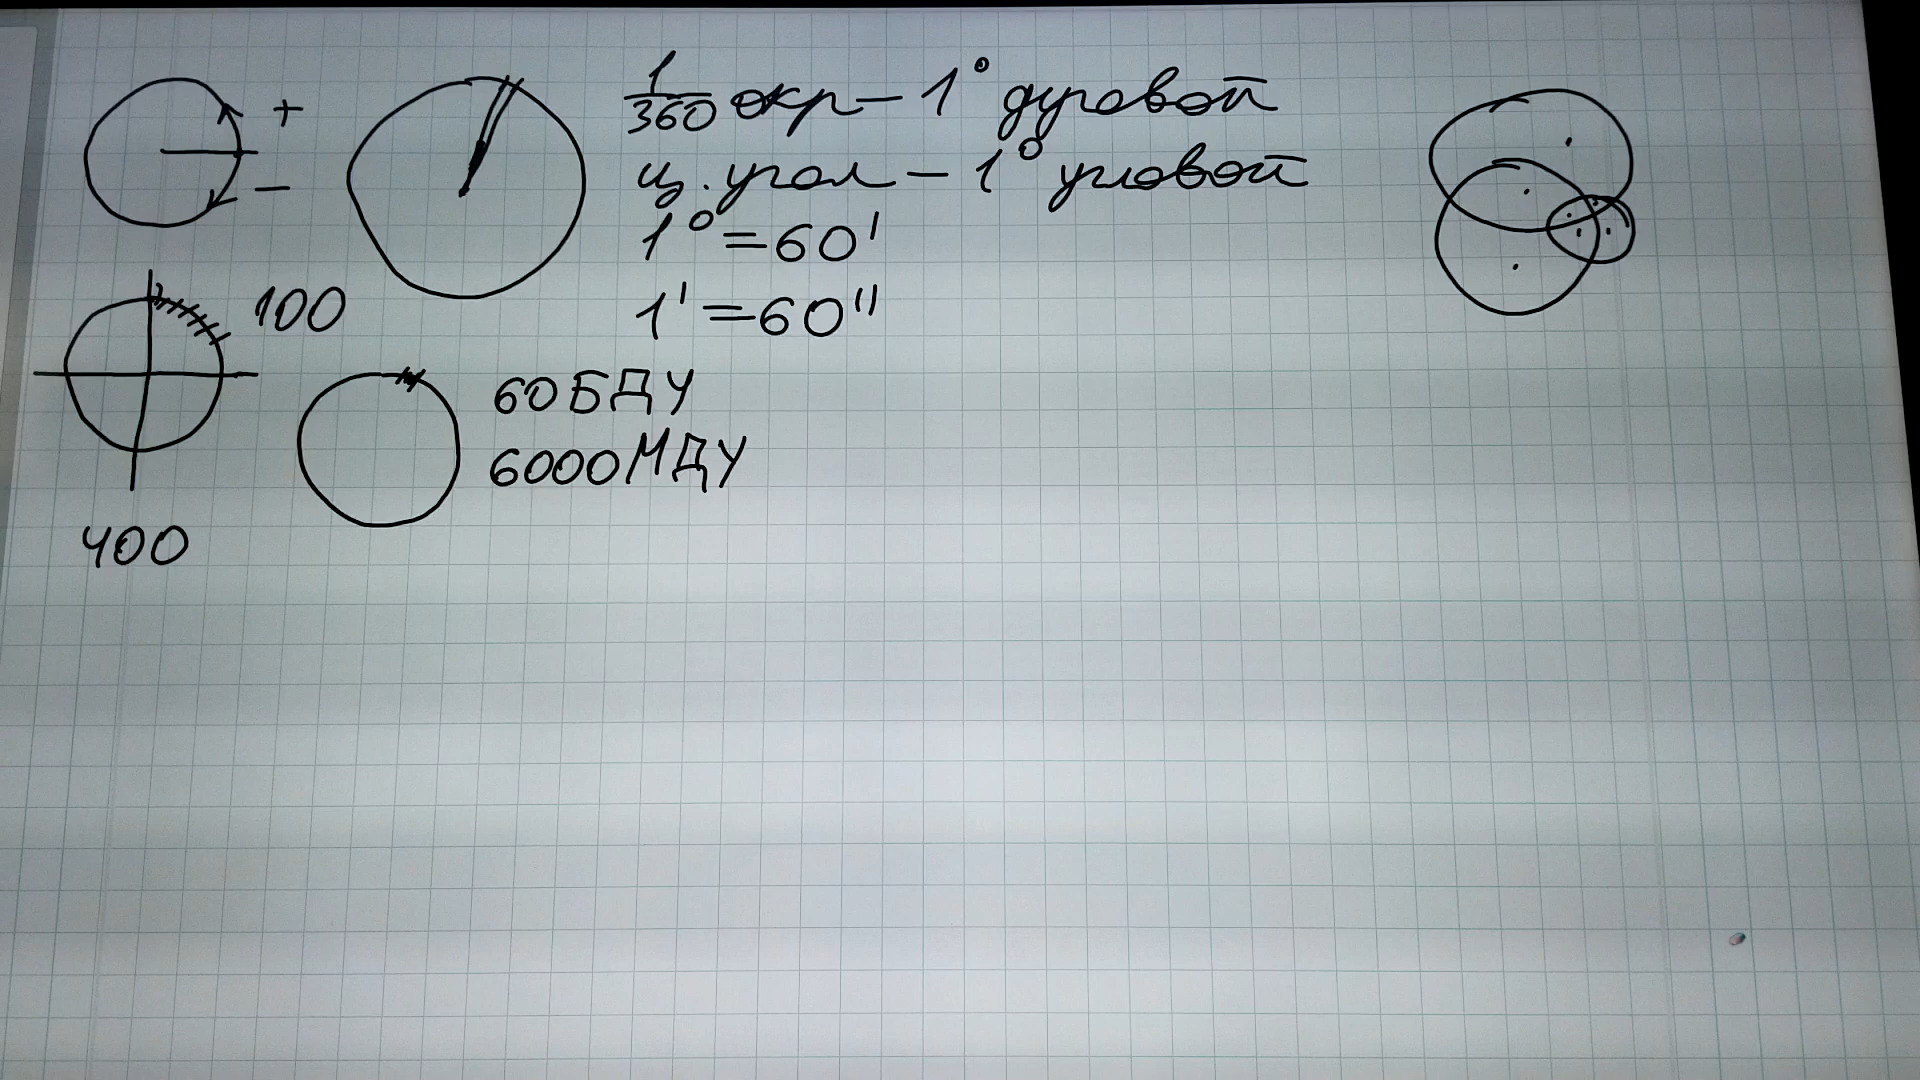 +
−
1/360 окр – 1° дуговой
ц. угол – 1° угловой
1° = 60'
1' = 60''
100
400
60 БДУ
6000 МДУ